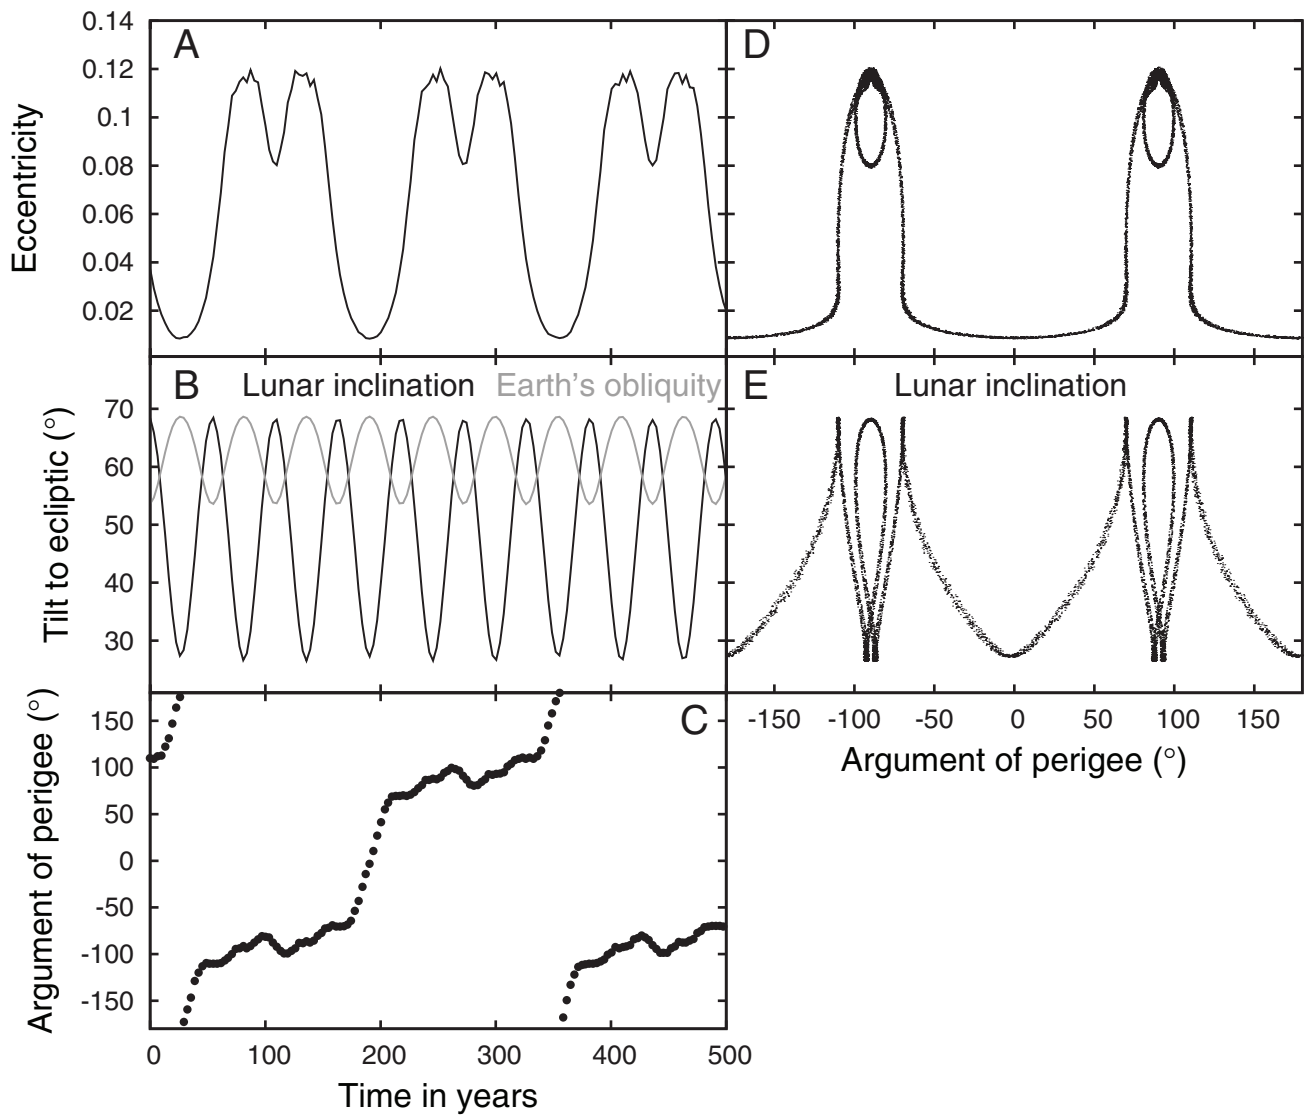 A
D
Eccentricity
0.14
0.12
0.1
0.08
0.06
0.04
0.02
B
Lunar inclination
Earth's obliquity
E
Lunar inclination
Tilt to ecliptic (°)
70
60
50
40
30
C
Argument of perigee (°)
150
100
50
0
-50
-100
-150
-150 -100 -50 0 50 100 150
Argument of perigee (°)
0 100 200 300 400 500
Time in years